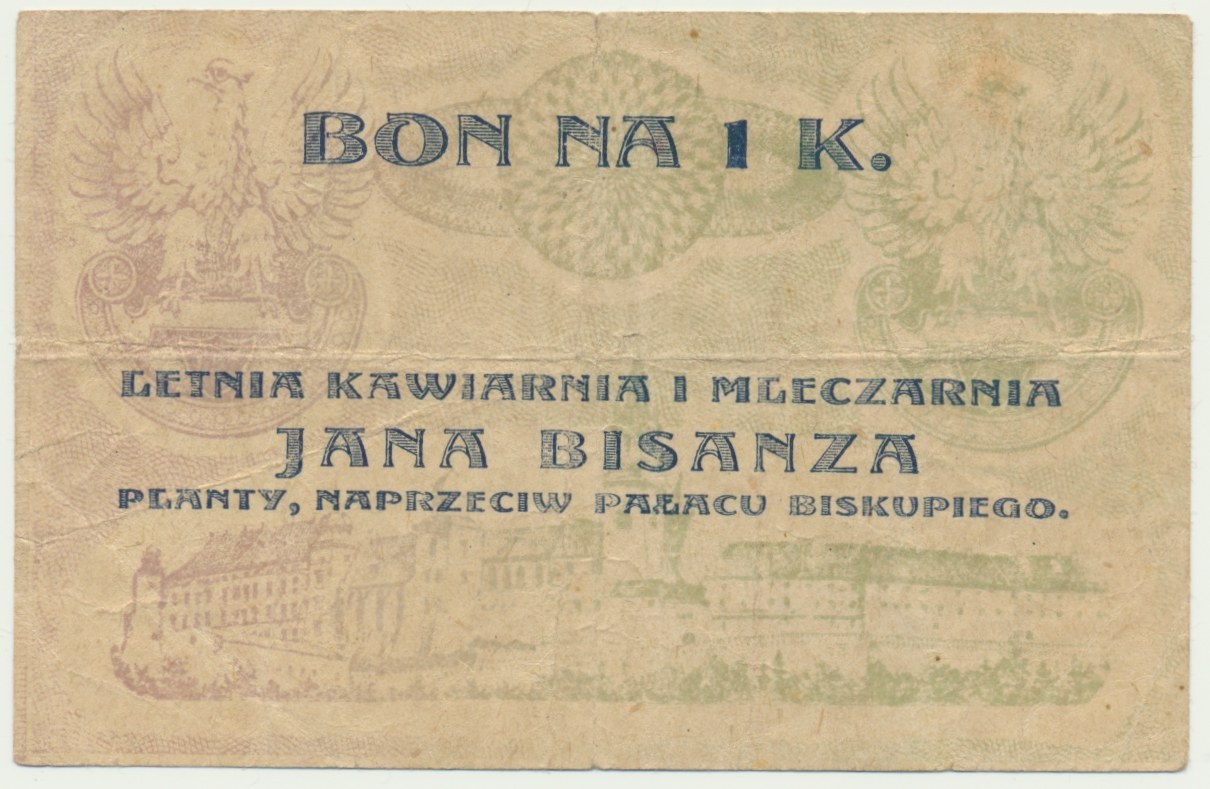 BON NA 1 K.
LETNIA KAWIARNIA I MLECZARNIA
JANA BISANZA
PLANTY, NAPRZECIW PAŁACU BISKUPIEGO.